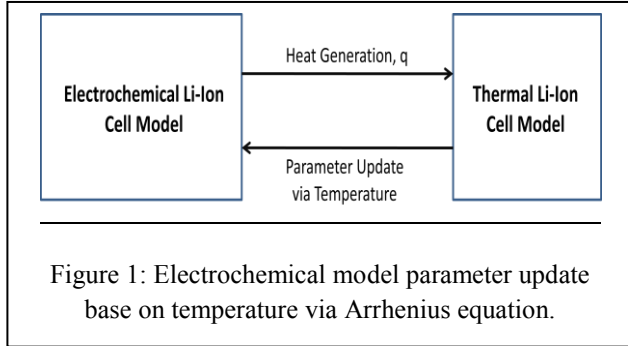 Heat Generation, q
Electrochemical Li-Ion
Cell Model
Thermal Li-Ion
Cell Model
Parameter Update
via Temperature
Figure 1: Electrochemical model parameter update
base on temperature via Arrhenius equation.